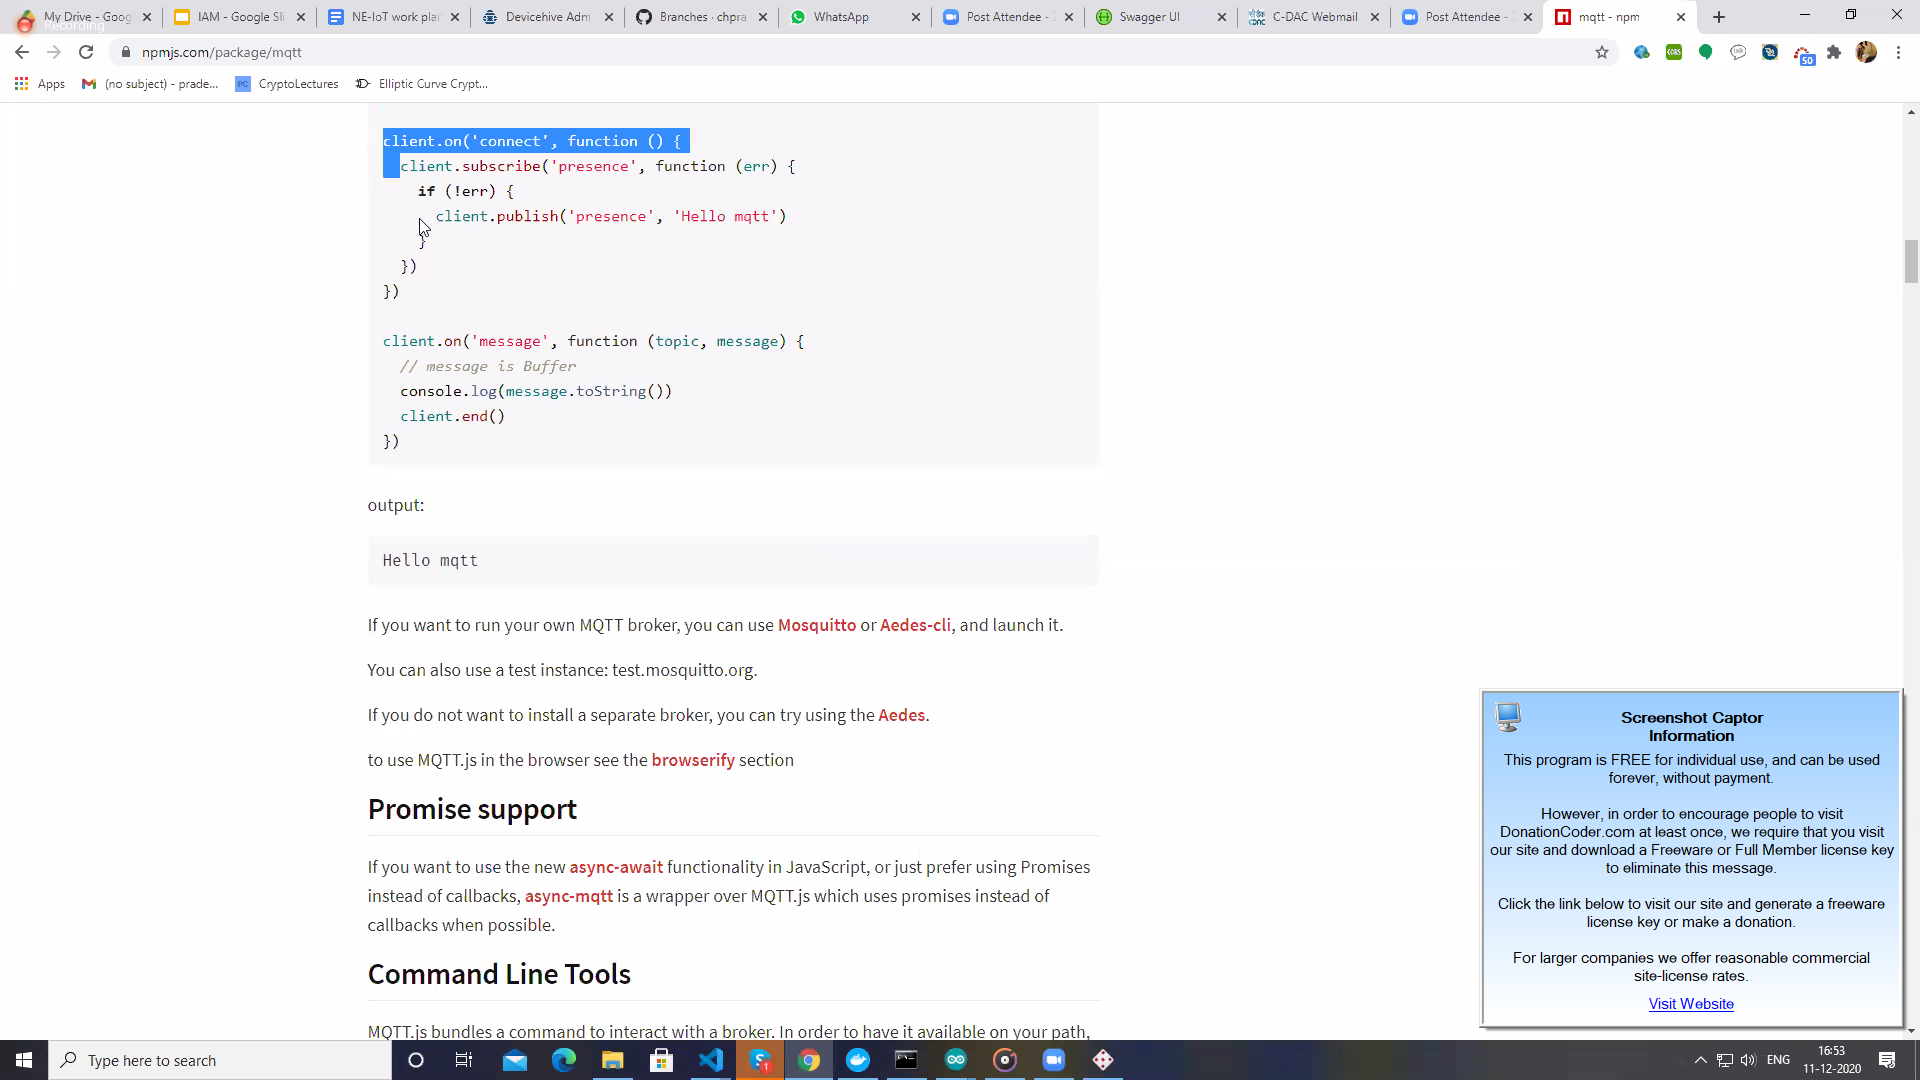 My Drive - Goog
IAM - Google Sli
NE-IoT work plan
Devicehive Adm
Branches · chpra
WhatsApp
Post Attendee -
Swagger UI
C-DAC Webmail
Post Attendee -
mqtt - npm
Recording
npmjs.com/package/mqtt
CORS
50
Apps
(no subject) - prade...
PC
CryptoLectures
Elliptic Curve Crypt...
client.on('connect', function () {
client.subscribe('presence', function (err) {
if (!err) {
client.publish('presence', 'Hello mqtt')
}
})
})
client.on('message', function (topic, message) {
// message is Buffer
console.log(message.toString())
client.end()
})
output:
Hello mqtt
If you want to run your own MQTT broker, you can use Mosquitto or Aedes-cli, and launch it.
You can also use a test instance: test.mosquitto.org.
If you do not want to install a separate broker, you can try using the Aedes.
to use MQTT.js in the browser see the browserify section
Promise support
If you want to use the new async-await functionality in JavaScript, or just prefer using Promises
instead of callbacks, async-mqtt is a wrapper over MQTT.js which uses promises instead of
callbacks when possible.
Command Line Tools
MQTT.js bundles a command to interact with a broker. In order to have it available on your path,
Screenshot Captor
Information
This program is FREE for individual use, and can be used
forever, without payment.
However, in order to encourage people to visit
DonationCoder.com at least once, we require that you visit
our site and download a Freeware or Full Member license key
to eliminate this message.
Click the link below to visit our site and generate a freeware
license key or make a donation.
For larger companies we offer reasonable commercial
site-license rates.
Visit Website
Type here to search
1
ENG
16:53
11-12-2020